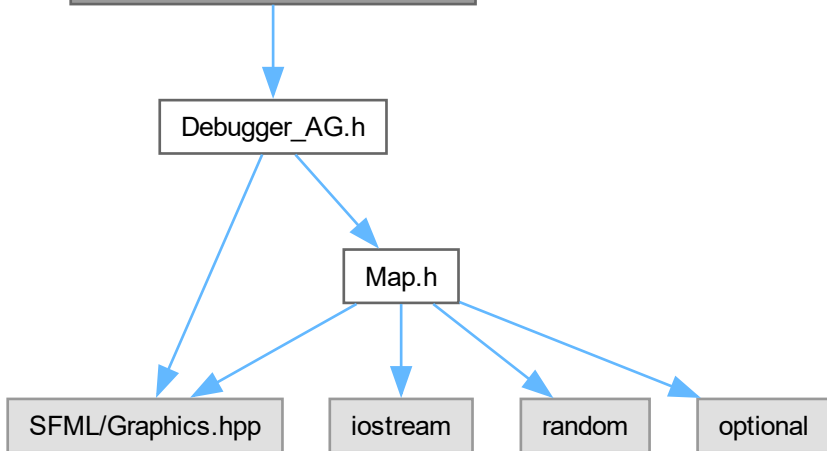 Debugger_AG.h
Map.h
SFML/Graphics.hpp
iostream
random
optional